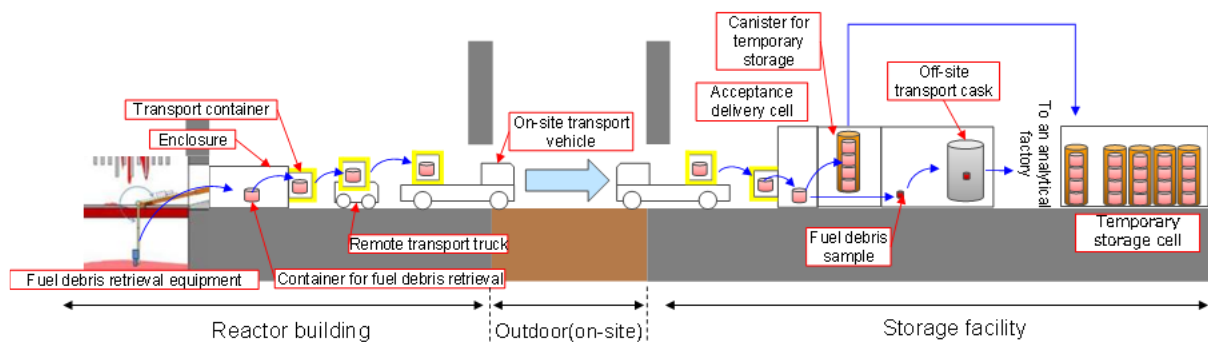 Canister for
temporary
storage
Off-site
transport cask
Acceptance
delivery cell
Transport container
Enclosure
On-site transport
vehicle
To an analytical
factory
Remote transport truck
Fuel debris
sample
Temporary
storage cell
Fuel debris retrieval equipment
Container for fuel debris retrieval
Reactor building
Outdoor(on-site)
Storage facility